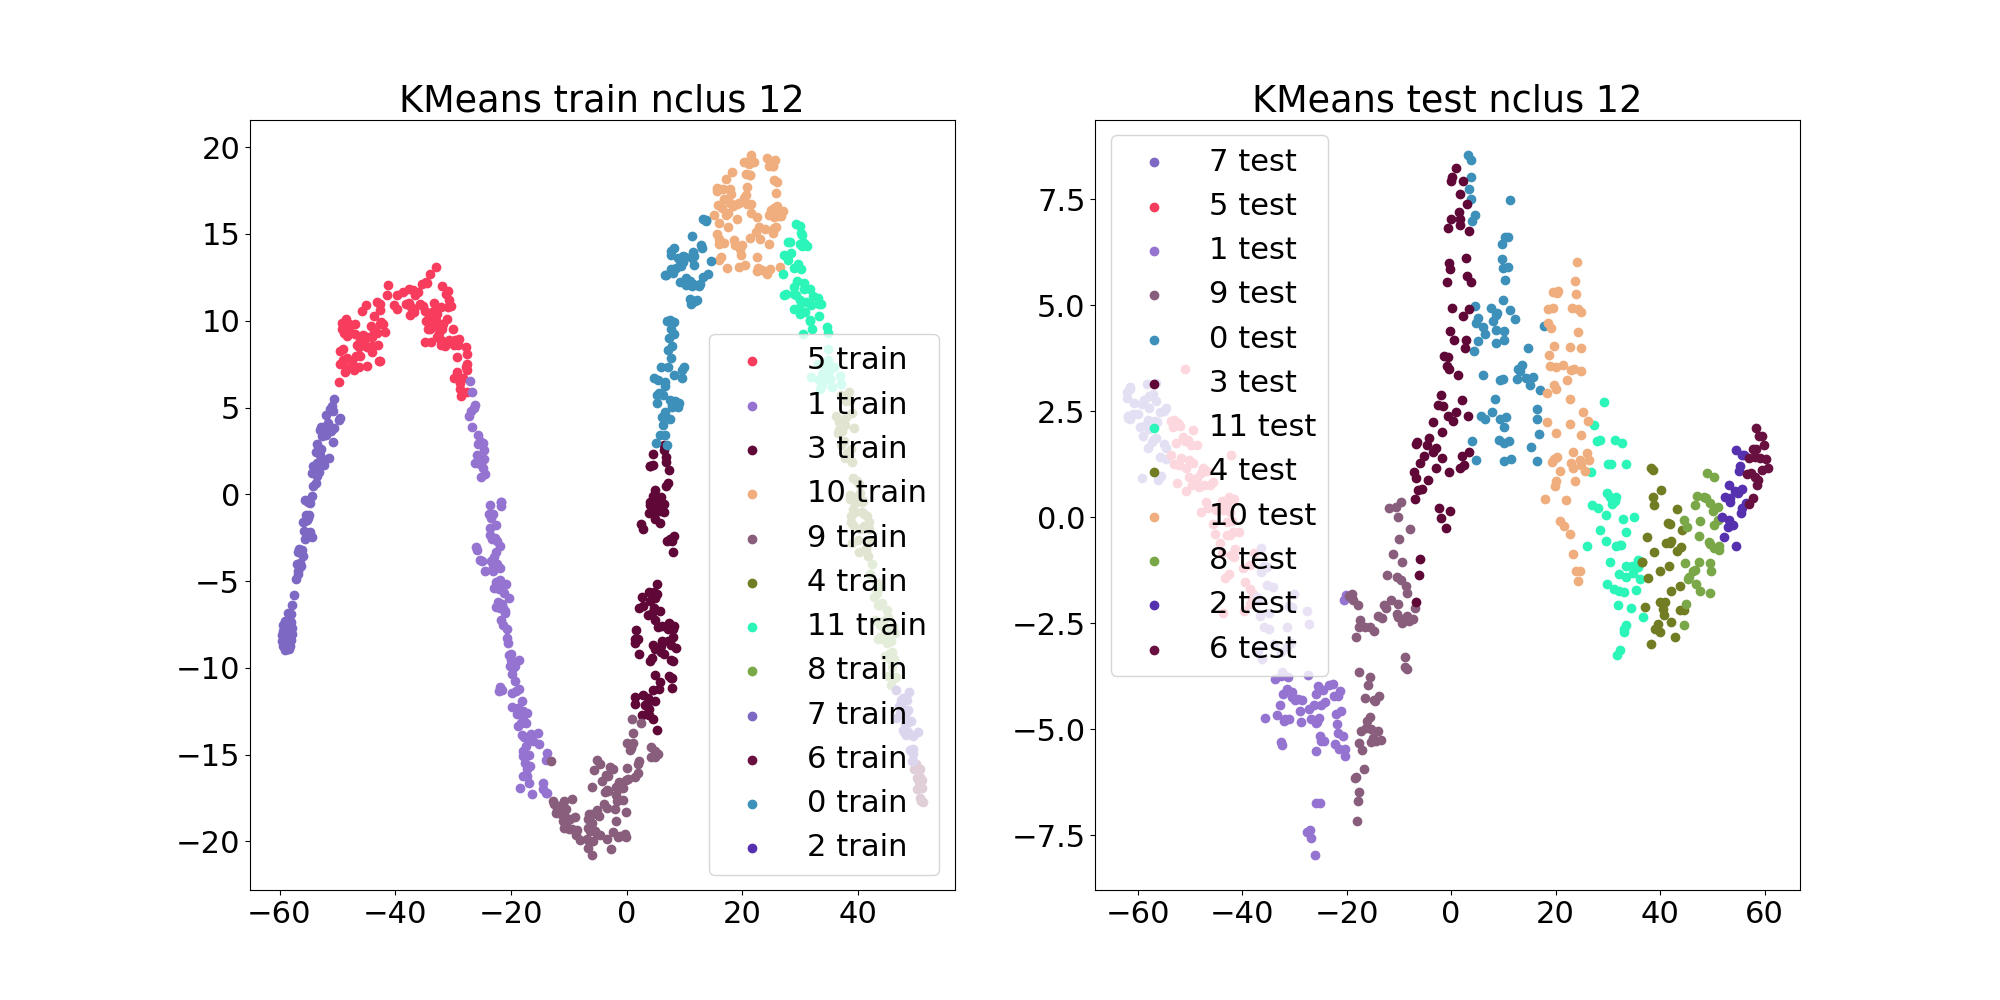 KMeans train nclus 12
20
15
10
5
0
−5
−10
−15
−20
−60 −40 −20 0 20 40
5 train
1 train
3 train
10 train
9 train
4 train
11 train
8 train
7 train
6 train
0 train
2 train
KMeans test nclus 12
7.5
5.0
2.5
0.0
−2.5
−5.0
−7.5
−60 −40 −20 0 20 40 60
7 test
5 test
1 test
9 test
0 test
3 test
11 test
4 test
10 test
8 test
2 test
6 test